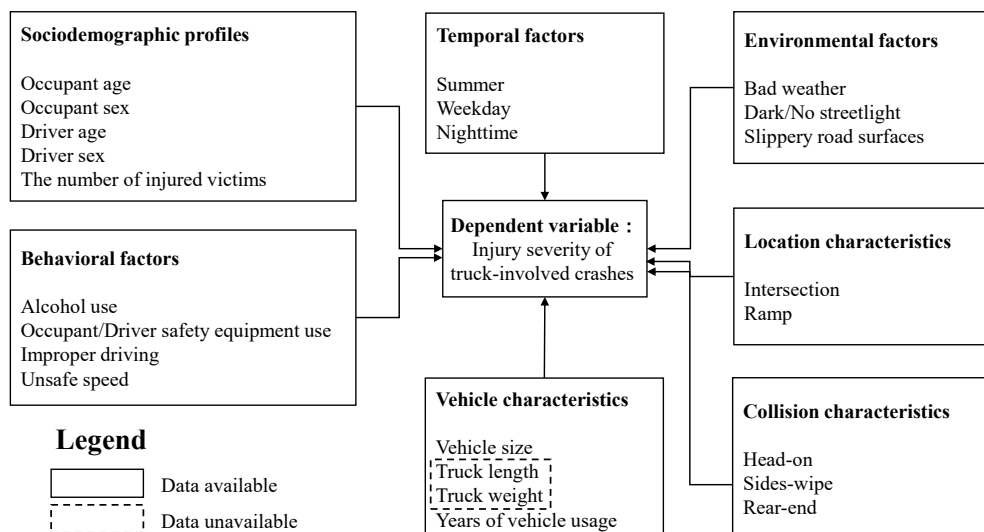 Sociodemographic profiles
Occupant age
Occupant sex
Driver age
Driver sex
The number of injured victims
Temporal factors
Summer
Weekday
Nighttime
Environmental factors
Bad weather
Dark/No streetlight
Slippery road surfaces
Behavioral factors
Alcohol use
Occupant/Driver safety equipment use
Improper driving
Unsafe speed
Dependent variable：
Injury severity of
truck-involved crashes
Location characteristics
Intersection
Ramp
Vehicle characteristics
Vehicle size
Truck length
Truck weight
Years of vehicle usage
Collision characteristics
Head-on
Sides-wipe
Rear-end
Legend
Data available
Data unavailable